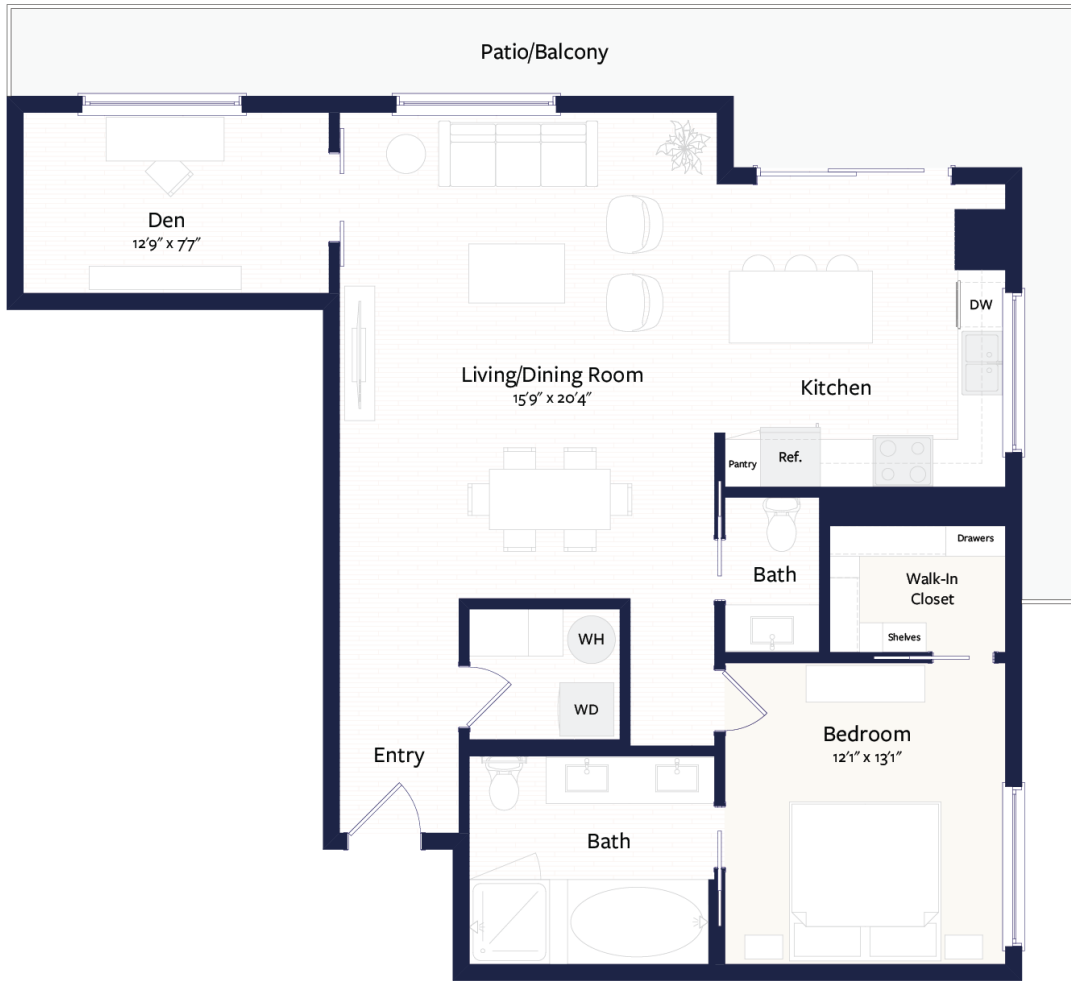 Patio/Balcony
Den
12'9" x 7'7"
DW
Living/Dining Room
15'9" x 20'4"
Kitchen
Pantry
Ref.
Drawers
Bath
Walk-In
Closet
Shelves
WH
WD
Bedroom
12'1" x 13'1"
Entry
Bath